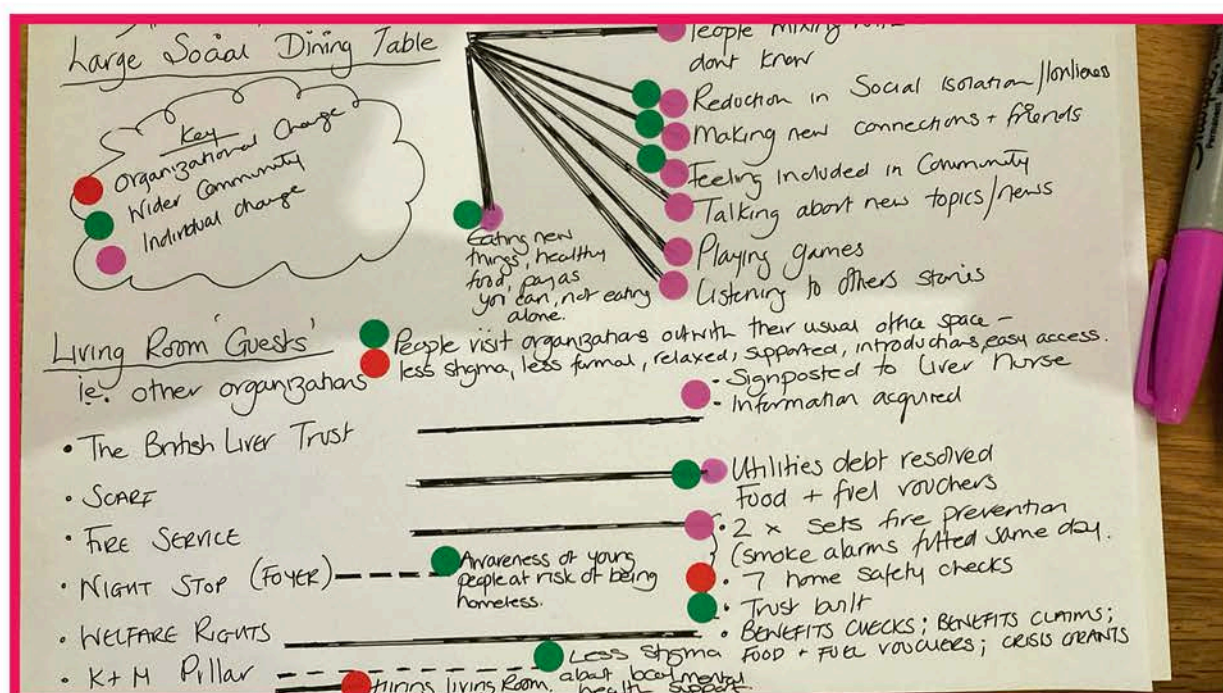 Large Social Dining Table
Key
Organizational Change
Wider Community
Individual change
People mixing
dont know
Reduction in Social Isolation/lonliness
Making new connections + friends
Feeling Included in Community
Talking about new topics/news
Playing games
Listening to others stories
Eating new
things, healthy
food, pay as
you can, not eating
alone.
Living Room 'Guests'
ie. other organizations
People visit organizations outwith their usual office space –
less stigma, less formal, relaxed, supported, introductions, easy access.
• The British Liver Trust
• Signposted to Liver Nurse
• Information acquired
• SCARF
Utilities debt resolved
Food + fuel vouchers
• FIRE SERVICE
• 2 x sets fire prevention
(smoke alarms fitted same day.
• 7 home safety checks
• Trust built
• NIGHT STOP (FOYER)
Awareness of young
people at risk of being
homeless.
• WELFARE RIGHTS
• BENEFITS CHECKS; BENEFITS CLAIMS;
FOOD + FUEL VOUCHERS; CRISIS GRANTS
• K+M Pillar
Less stigma
about local mental
health support.
living Room.
Sharpie
Permanent